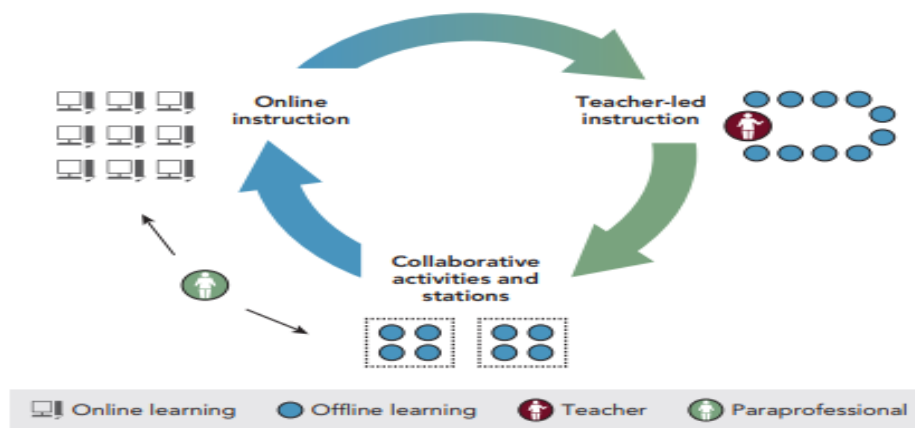 Online
instruction
Teacher-led
instruction
Collaborative
activities and
stations
Online learning
Offline learning
Teacher
Paraprofessional